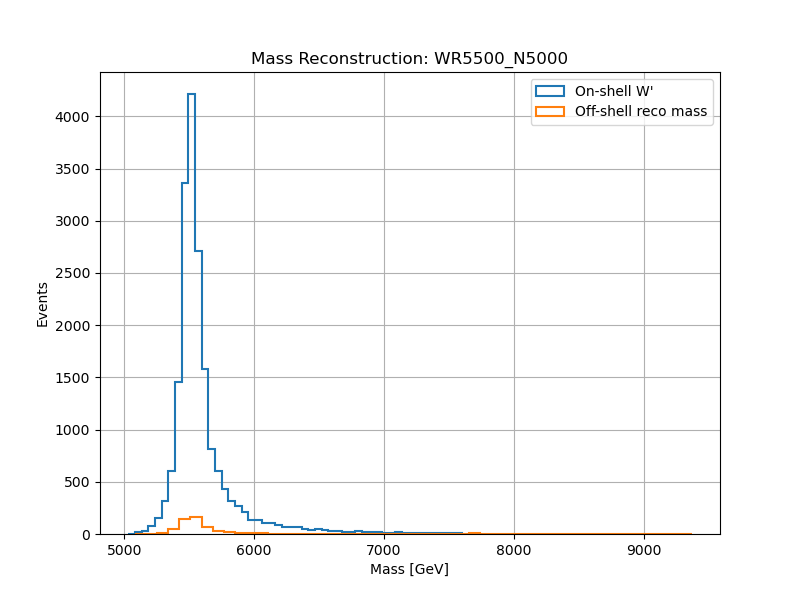 Mass Reconstruction: WR5500_N5000
On-shell W'
Off-shell reco mass
Events
4000
3500
3000
2500
2000
1500
1000
500
0
5000 6000 7000 8000 9000
Mass [GeV]